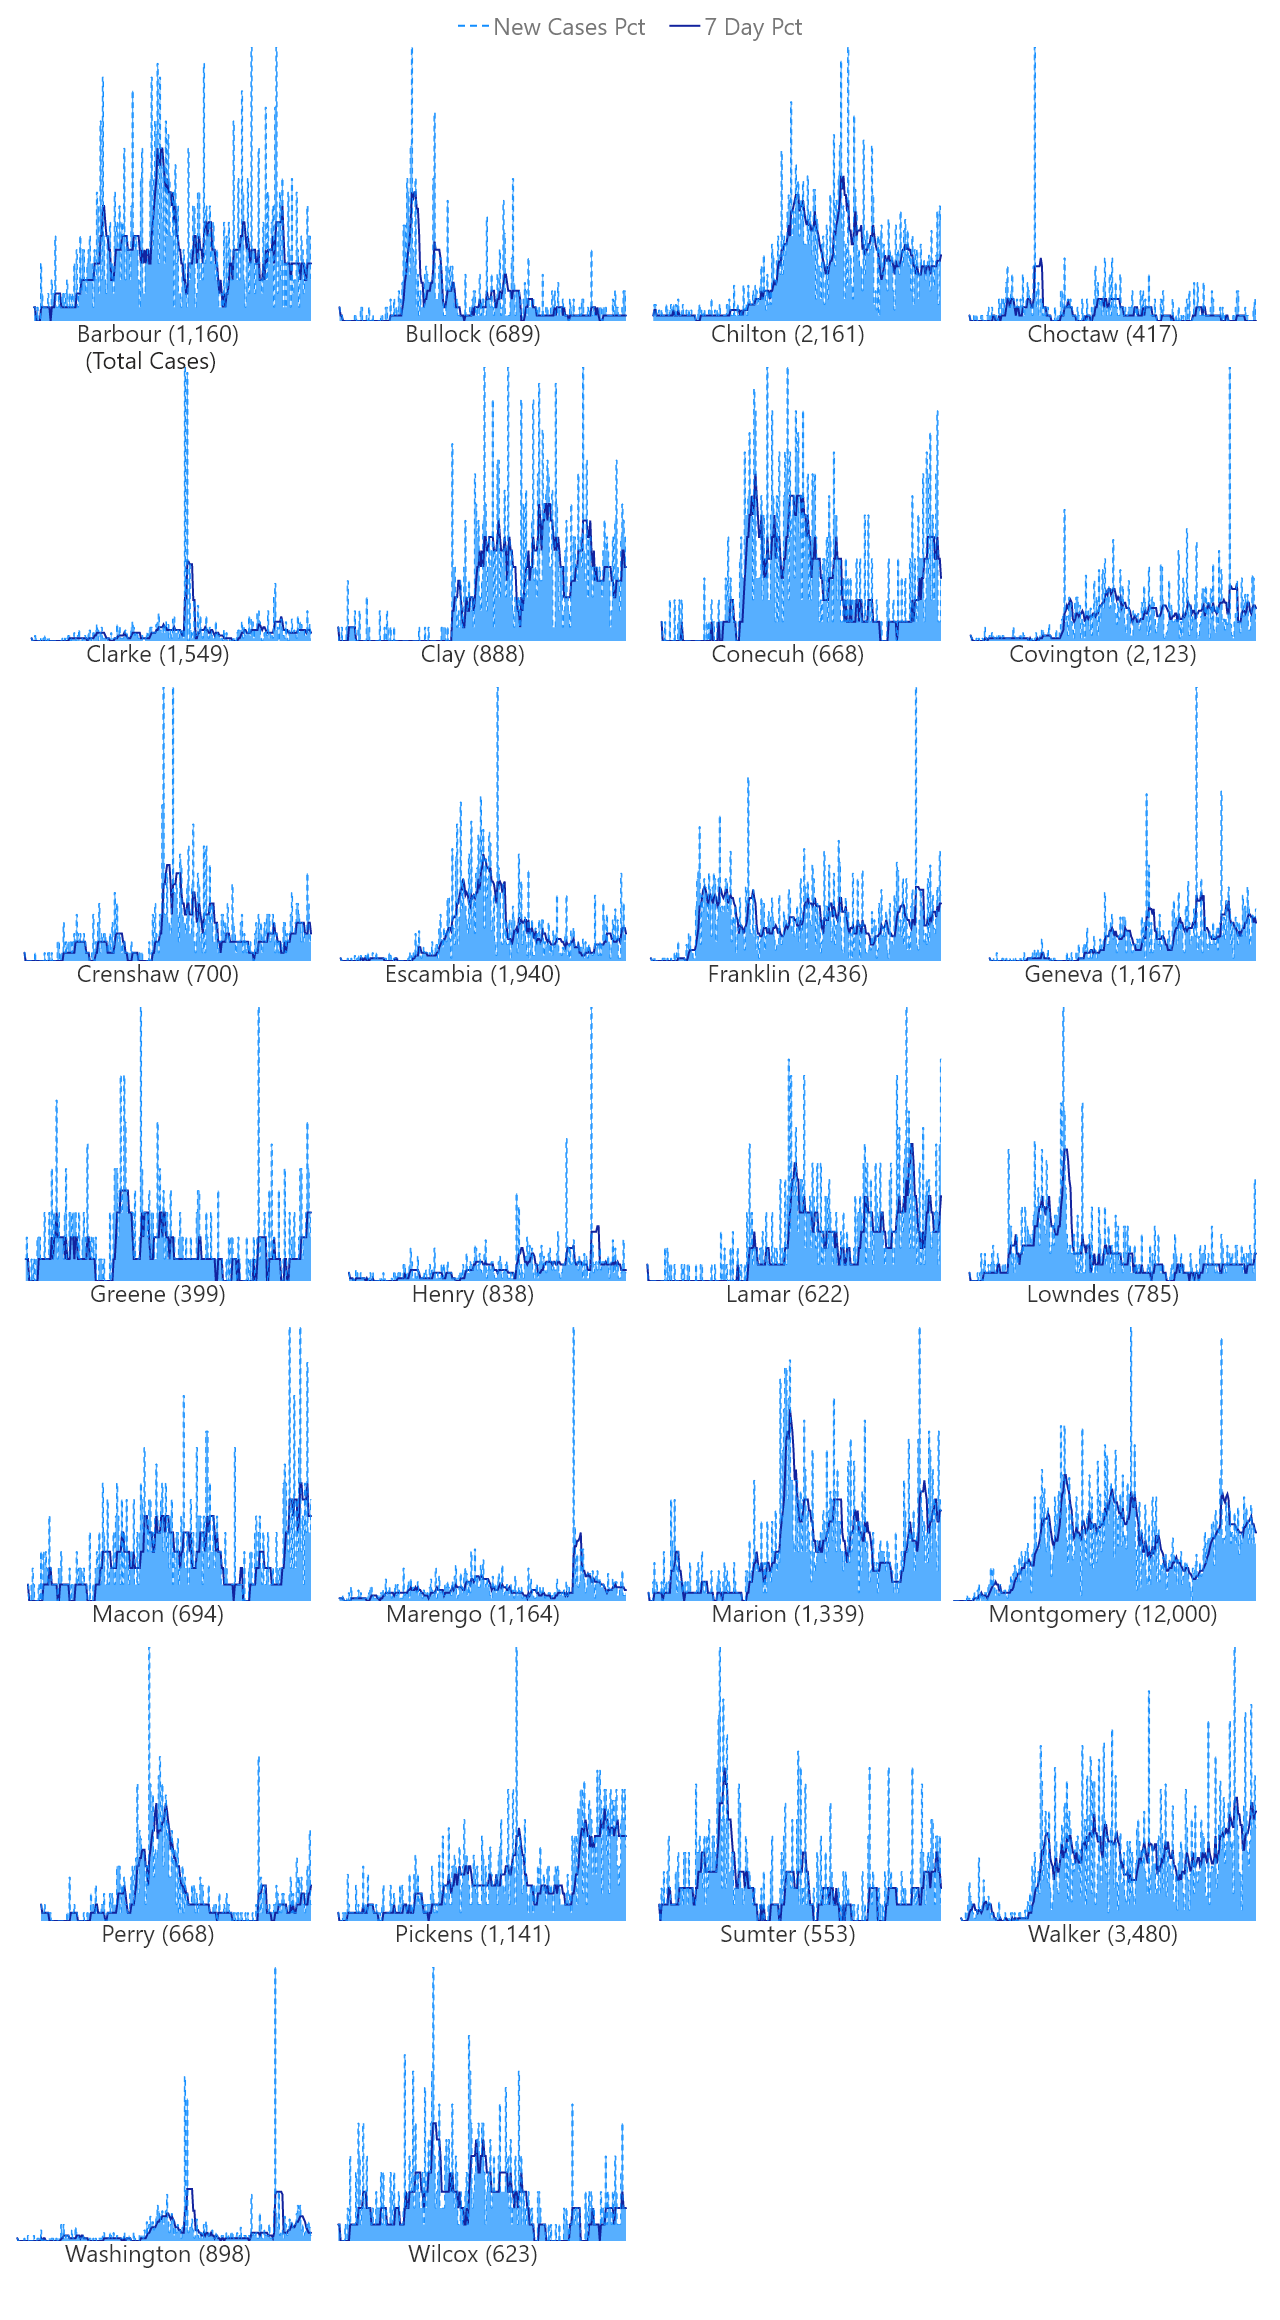 New Cases Pct 7 Day Pct
Barbour (1,160) Bullock (689) Chilton (2,161) Choctaw (417)
(Total Cases)
Clarke (1,549) Clay (888) Conecuh (668) Covington (2,123)
Crenshaw (700) Escambia (1,940) Franklin (2,436) Geneva (1,167)
Greene (399) Henry (838) Lamar (622) Lowndes (785)
Macon (694) Marengo (1,164) Marion (1,339) Montgomery (12,000)
Perry (668) Pickens (1,141) Sumter (553) Walker (3,480)
Washington (898) Wilcox (623)